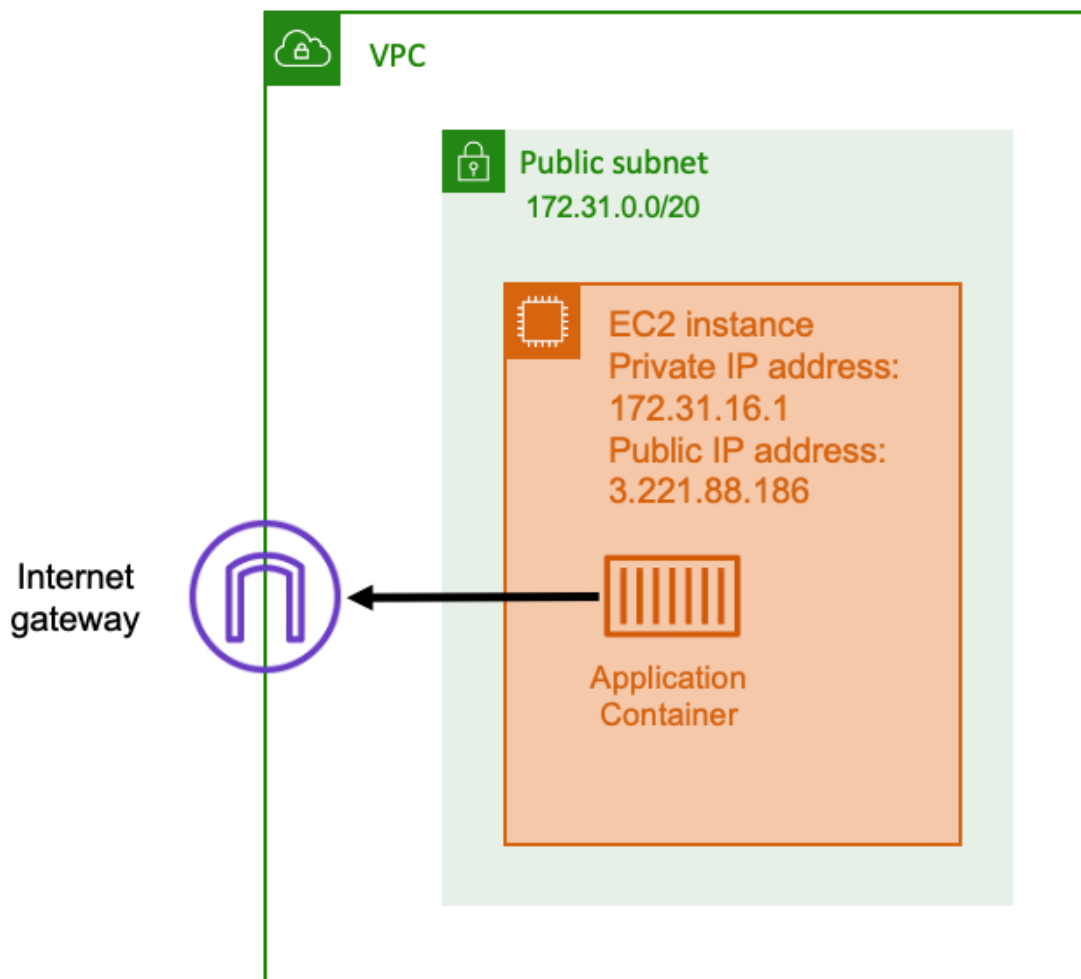 VPC
Public subnet
172.31.0.0/20
EC2 instance
Private IP address:
172.31.16.1
Public IP address:
3.221.88.186
Internet
gateway
Application
Container